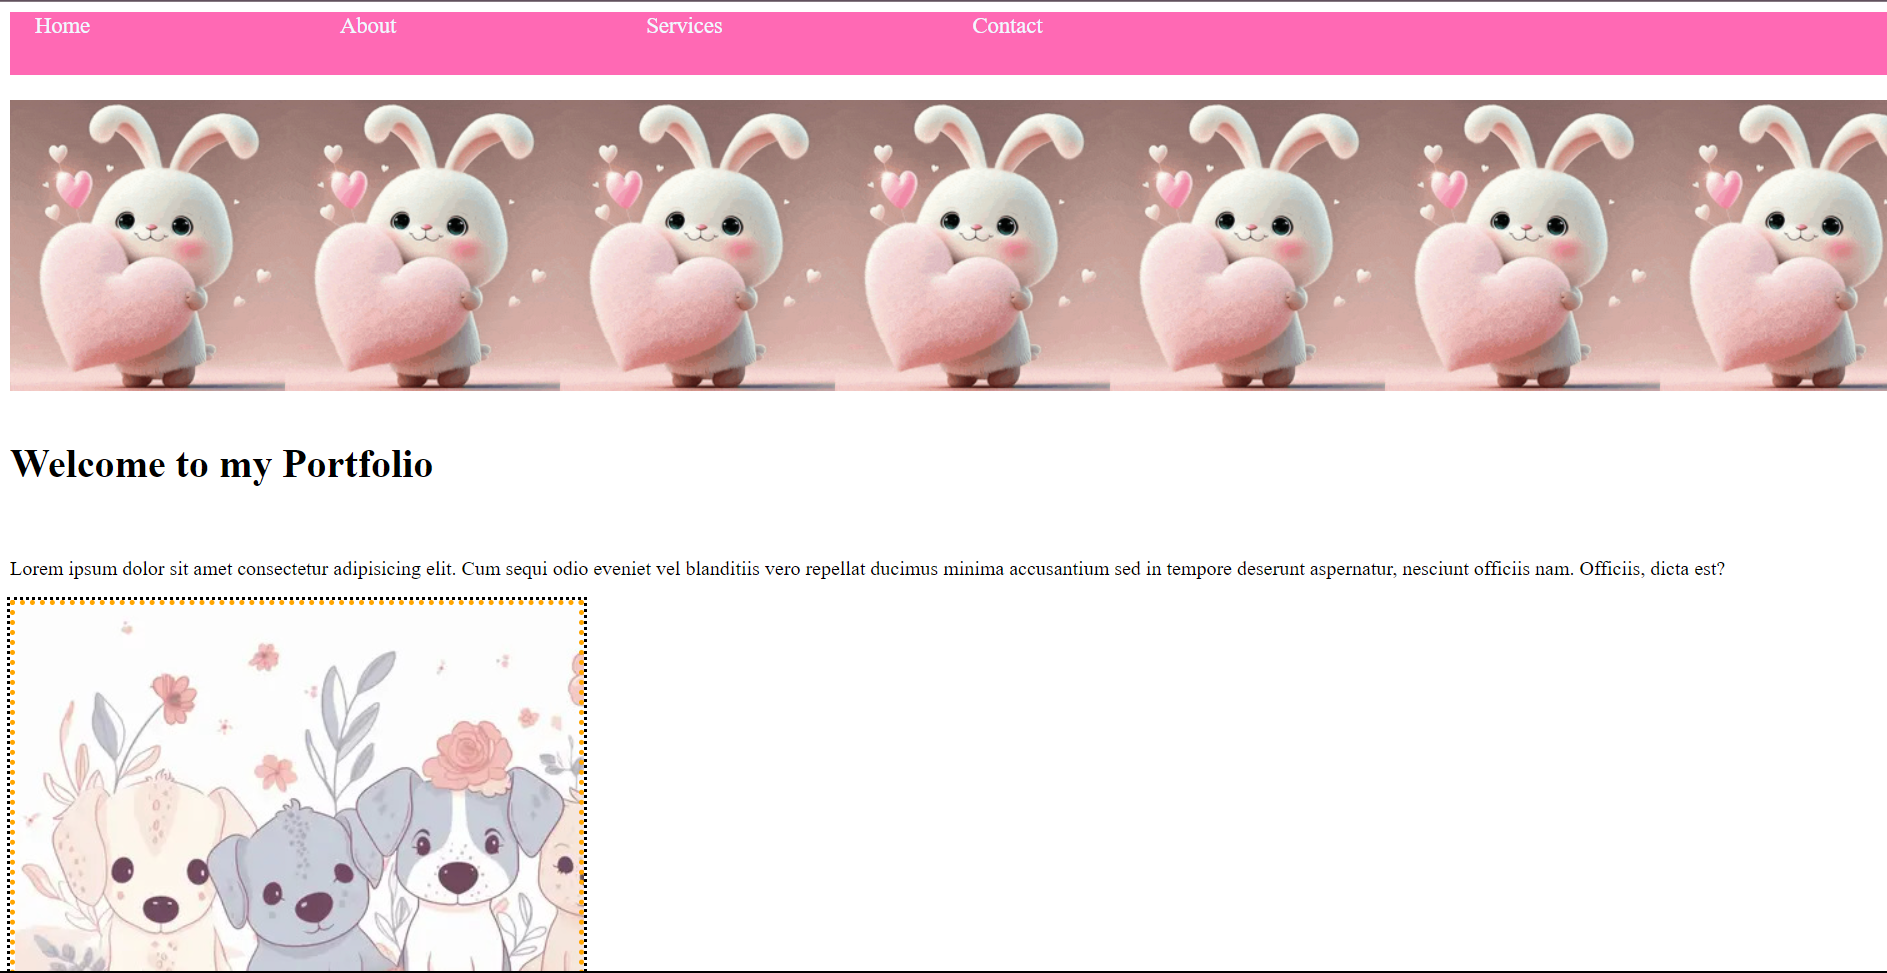 Home About Services Contact
Welcome to my Portfolio
Lorem ipsum dolor sit amet consectetur adipisicing elit. Cum sequi odio eveniet vel blanditiis vero repellat ducimus minima accusantium sed in tempore deserunt aspernatur, nesciunt officiis nam. Officiis, dicta est?